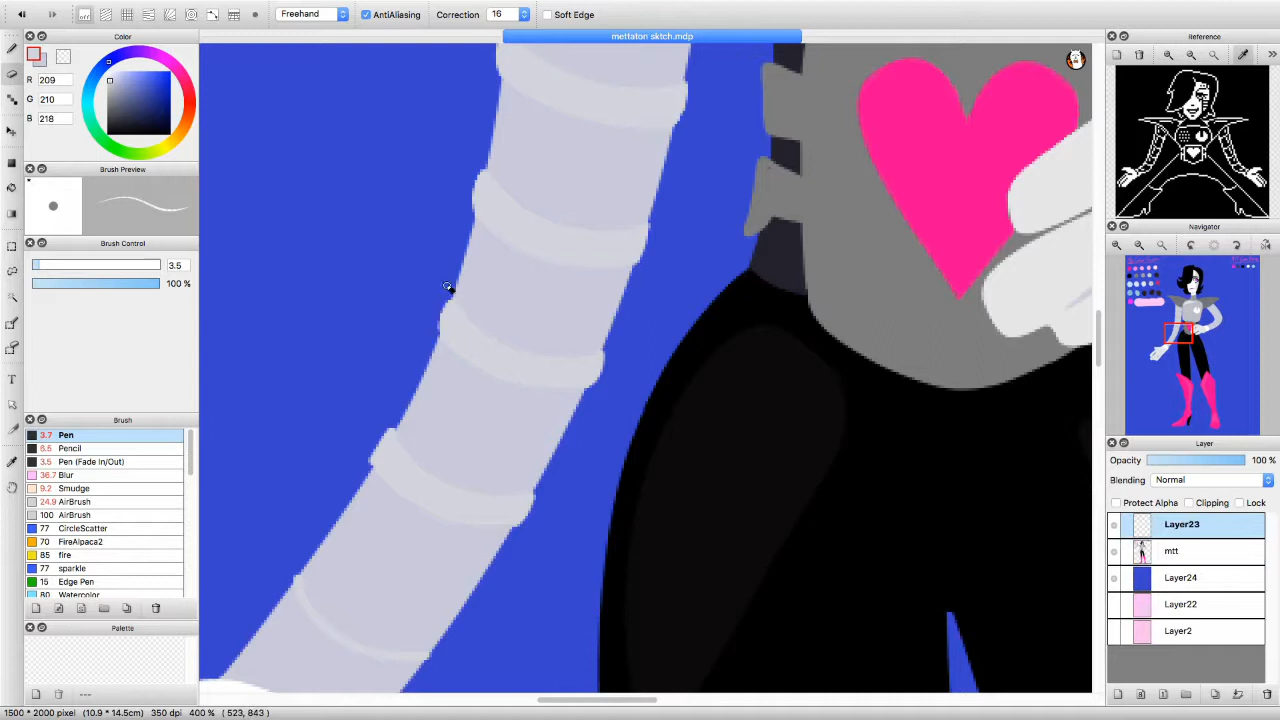 Freehand
AntiAliasing
Correction
16
Soft Edge
Color
mettaton sktch.mdp
Reference
R
209
G
210
B
218
Brush Preview
Navigator
Brush Control
3.5
100 %
Layer
Brush
Opacity
100 %
3.7 Pen
6.5 Pencil
3.5 Pen (Fade In/Out)
36.7 Blur
9.2 Smudge
24.9 AirBrush
100 AirBrush
77 CircleScatter
70 FireAlpaca2
85 fire
77 sparkle
15 Edge Pen
80 Watercolor
Blending
Normal
Protect Alpha
Clipping
Lock
Layer23
mtt
Layer24
Layer22
Layer2
Palette
---
1500 * 2000 pixel (10.9 * 14.5cm) 350 dpi 400 % ( 523, 843 )